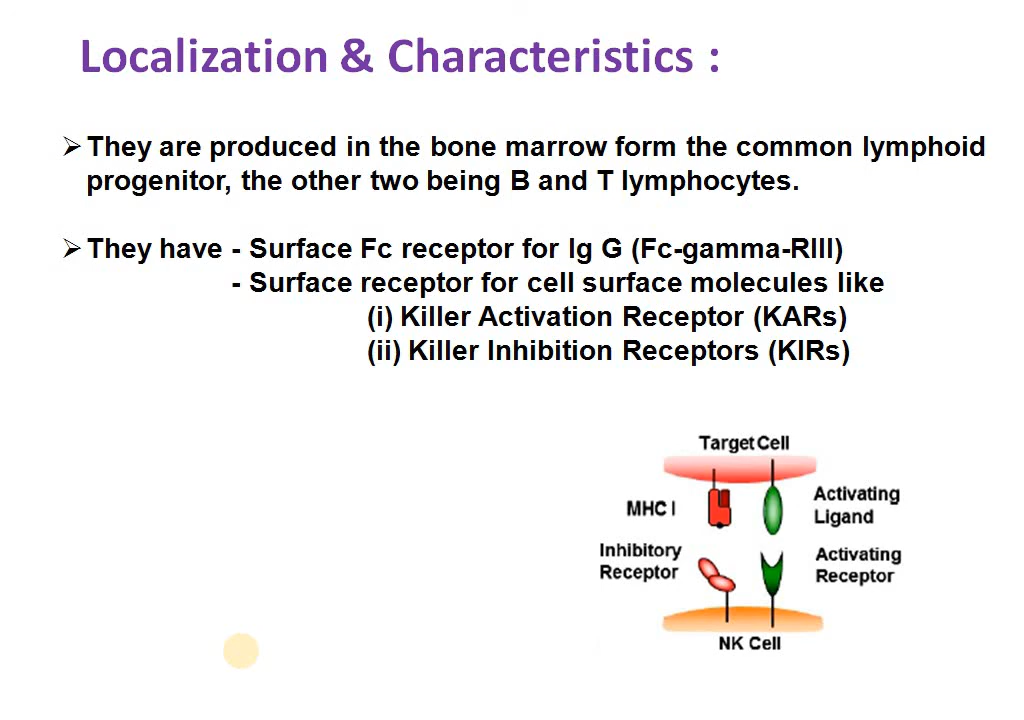 Localization & Characteristics :
➢ They are produced in the bone marrow form the common lymphoid
progenitor, the other two being B and T lymphocytes.
➢ They have - Surface Fc receptor for Ig G (Fc-gamma-RIII)
- Surface receptor for cell surface molecules like
(i) Killer Activation Receptor (KARs)
(ii) Killer Inhibition Receptors (KIRs)
Target Cell
MHC I
Activating
Ligand
Inhibitory
Receptor
Activating
Receptor
NK Cell